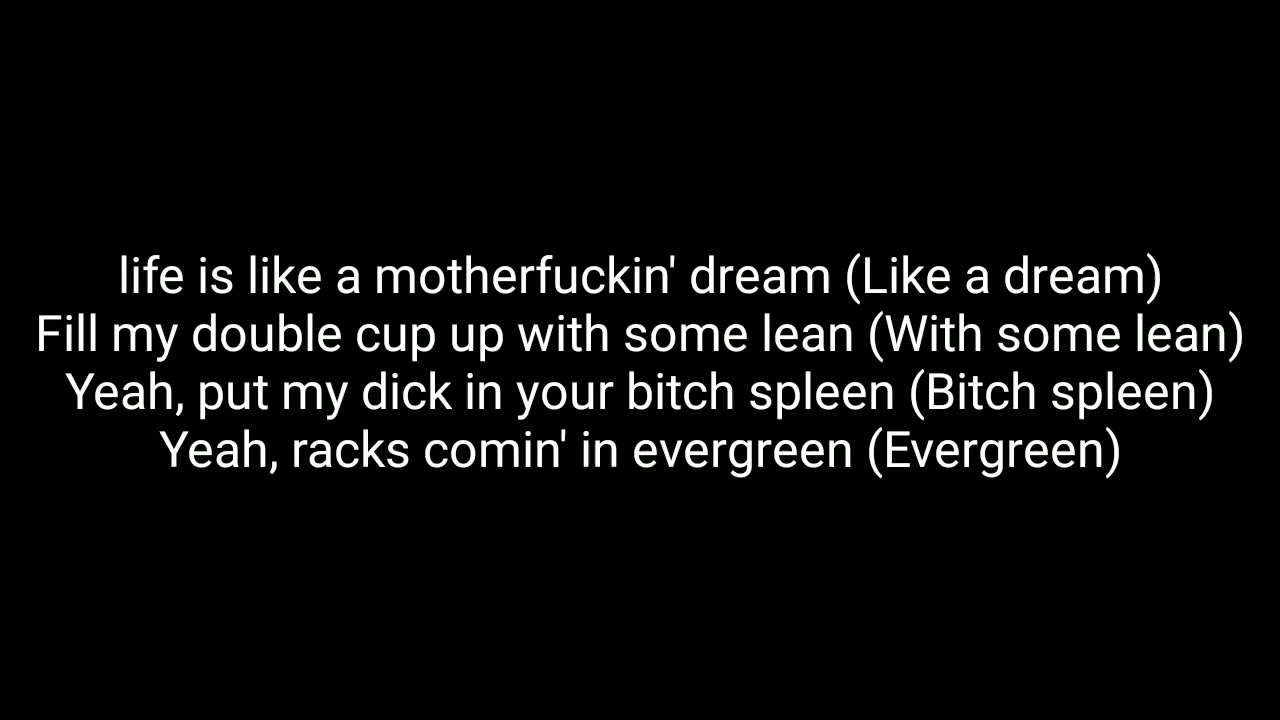 life is like a motherfuckin' dream (Like a dream)
Fill my double cup up with some lean (With some lean)
Yeah, put my dick in your bitch spleen (Bitch spleen)
Yeah, racks comin' in evergreen (Evergreen)